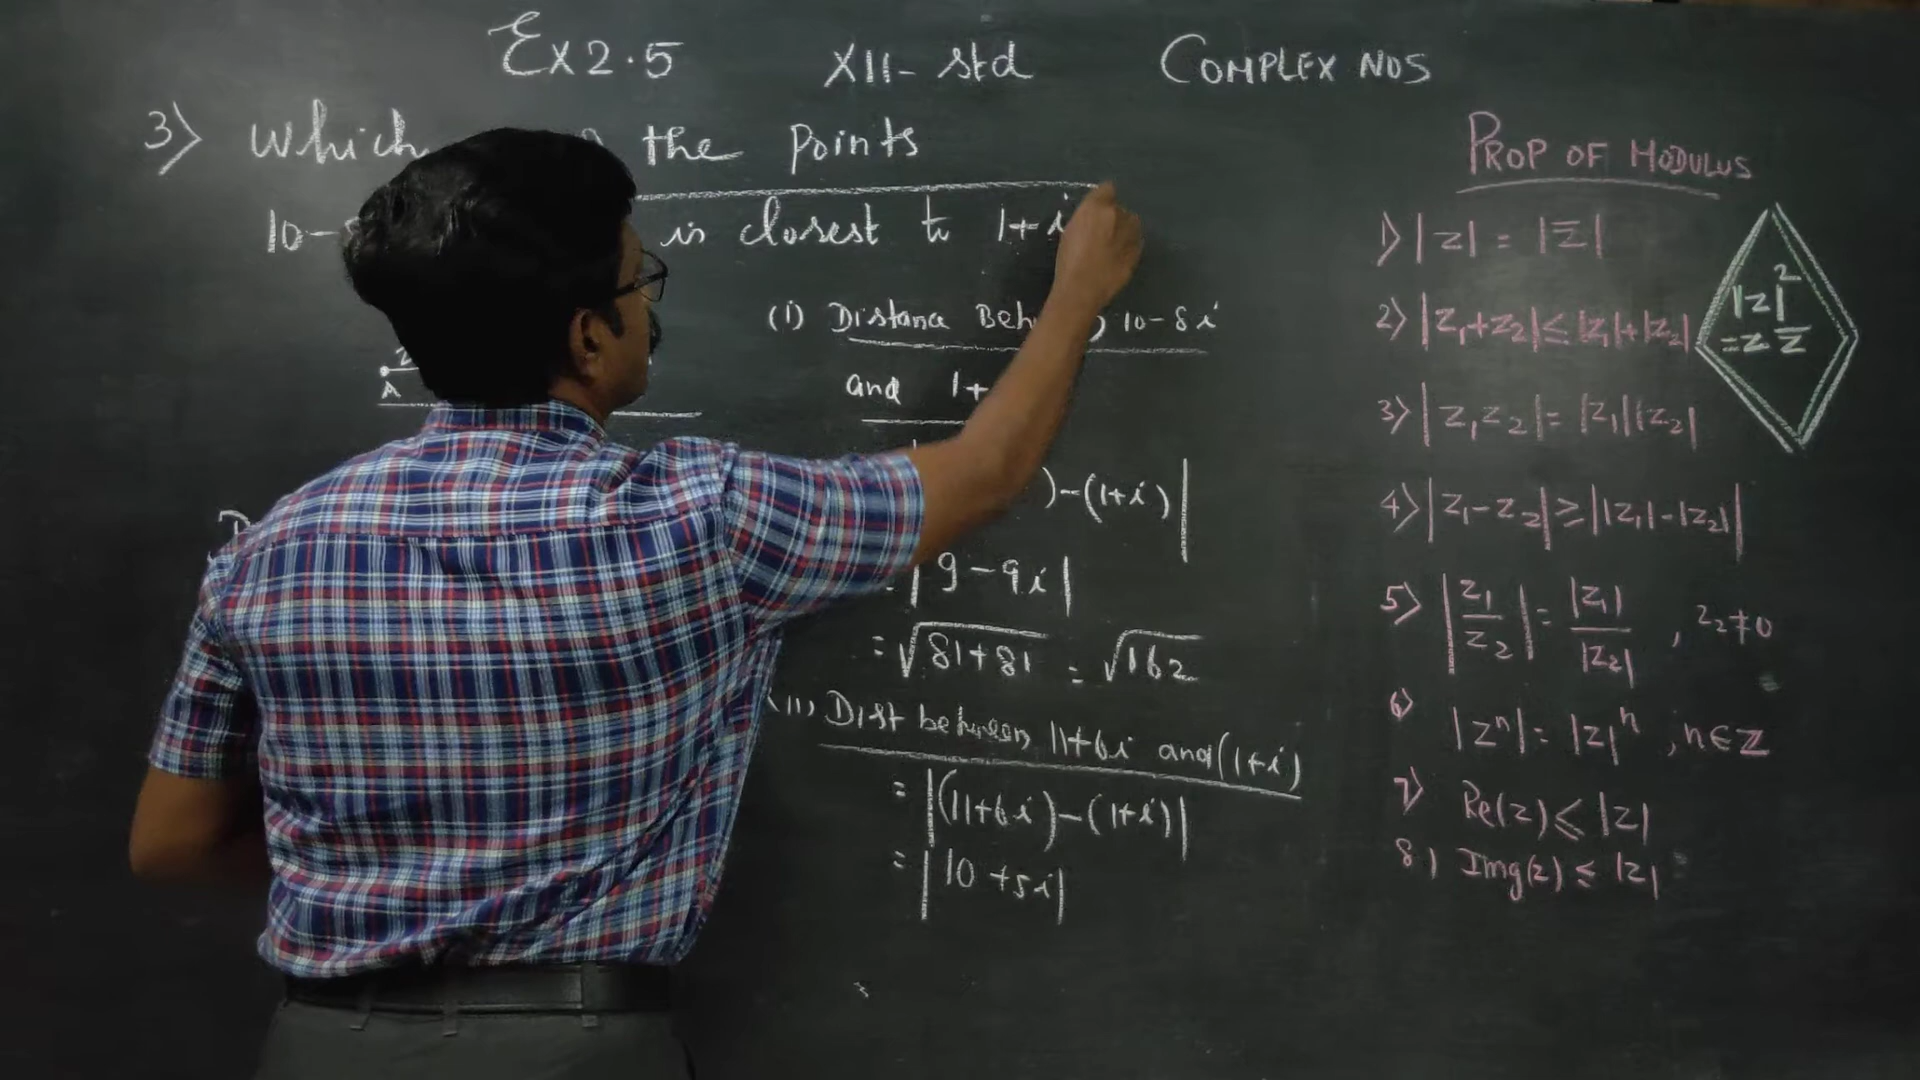 Ex 2.5 XII-std COMPLEX NOS
3) Which the points
10- is closest to 1+i
(i) Distance 10-8i
and 1+
A
)-(1+i)|
|9-9i|
= √81+81 = √162
(ii) Dist between 11+6i and (1+i)
= |(11+6i)-(1+i)|
= |10+5i|
PROP OF MODULUS
1) |z| = |z̅|
2) |z₁+z₂| ≤ |z₁|+|z₂|
3) |z₁z₂| = |z₁||z₂|
4) |z₁-z₂| ≥ ||z₁|-|z₂||
5) |z₁/z₂| = |z₁|/|z₂| , z₂≠0
6) |zⁿ| = |z|ⁿ , n∈Z
7) Re(z) ≤ |z|
8) Img(z) ≤ |z|
|z|²
=z z̅